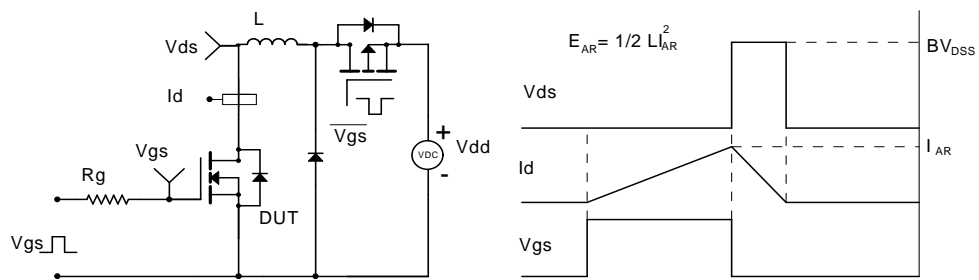 L
Vds
Id
Vgs
Rg
DUT
Vgs
Vgs
VDC
+
Vdd
-
E_AR = 1/2 LI_AR^2
BV_DSS
Vds
I_AR
Id
Vgs